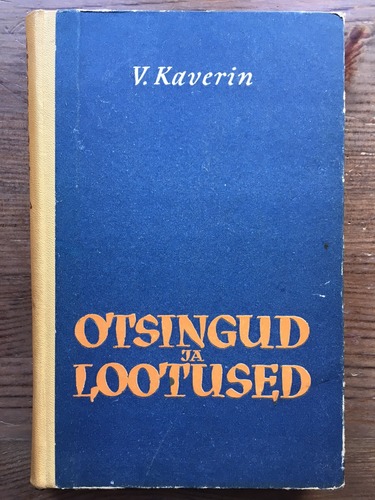 V. Kaverin
OTSINGUD
JA
LOOTUSED